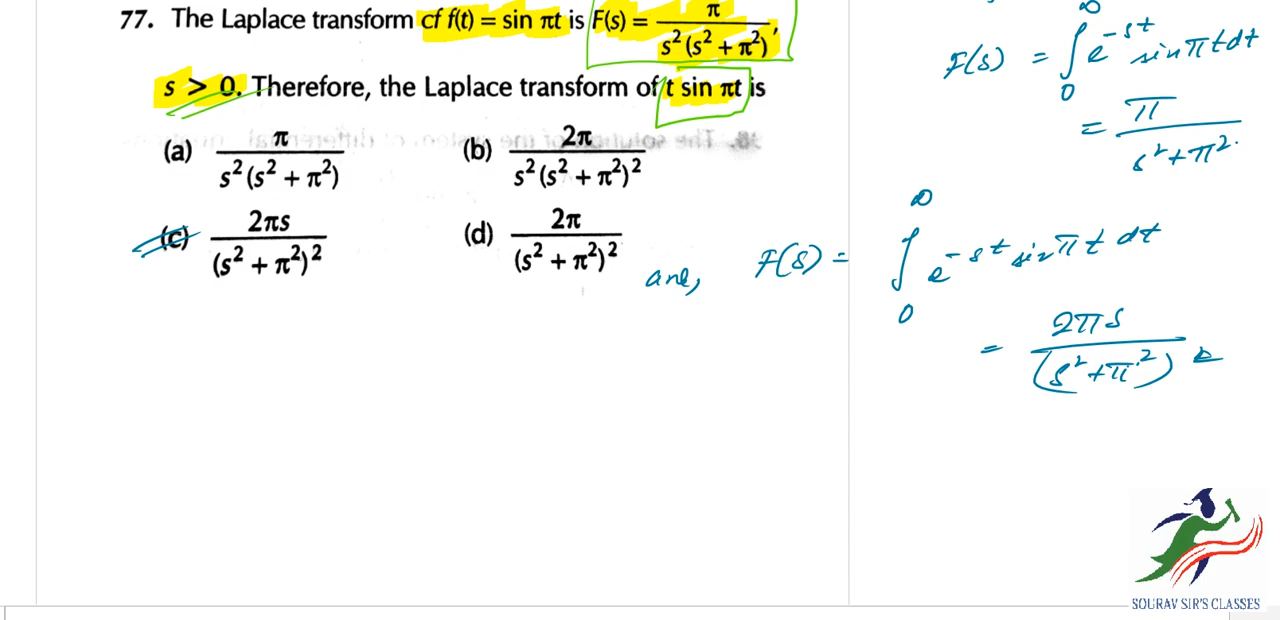 77. The Laplace transform cf f(t) = sin πt is F(s) = π / s²(s² + π²)',
s > 0. Therefore, the Laplace transform of t sin πt is
(a) π / s²(s² + π²) (b) 2π / s²(s² + π²)²
(c) 2πs / (s² + π²)² (d) 2π / (s² + π²)²
F(s) = ∫₀^∞ e^{-st} sin πt dt
= π / s² + π².
ane, F(s) = ∫₀^∞ e^{-st} sin πt dt
= 2πs / (s² + π²)
SOURAV SIR'S CLASSES